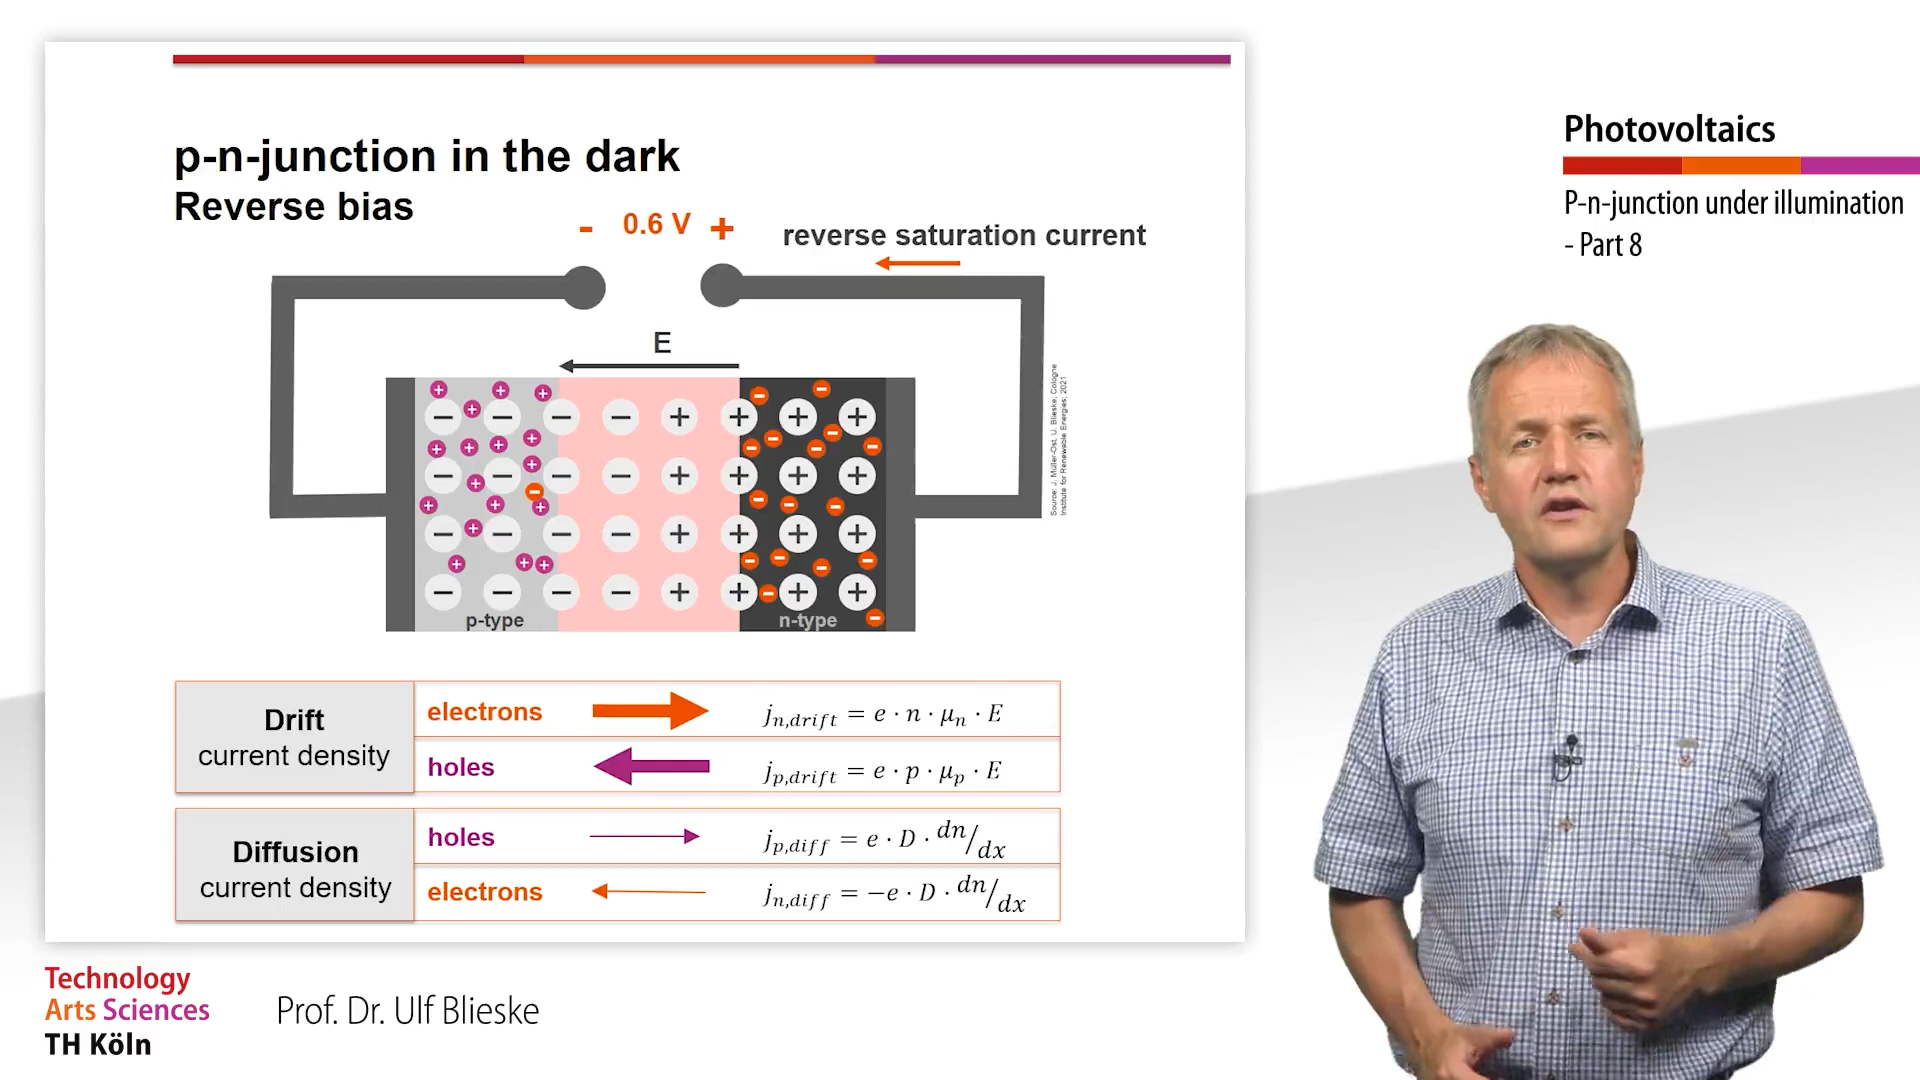 p-n-junction in the dark
Reverse bias
- 0.6 V +
reverse saturation current
E
p-type
n-type
Source: J. Müller-Ost, U. Blieske; Cologne
Institute for Renewable Energies; 2021
Drift
current density
electrons
j_{n,drift} = e · n · μ_n · E
holes
j_{p,drift} = e · p · μ_p · E
Diffusion
current density
holes
j_{p,diff} = e · D · dn/dx
electrons
j_{n,diff} = −e · D · dn/dx
Photovoltaics
P-n-junction under illumination
- Part 8
Technology
Arts Sciences
TH Köln
Prof. Dr. Ulf Blieske